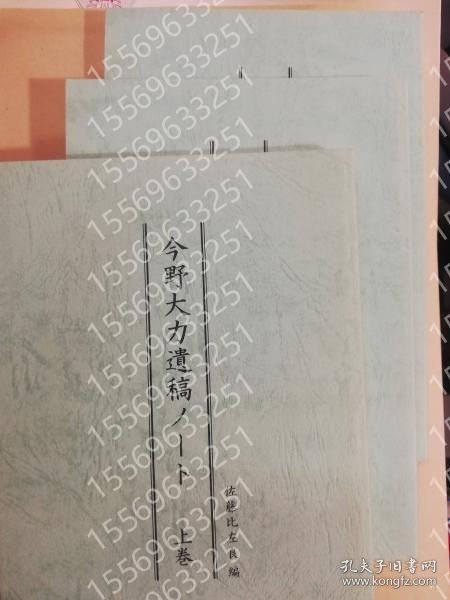 今野大力遺稿ノート 上巻
佐藤比左良編
15569633251
孔夫子旧书网
www.kongfz.com